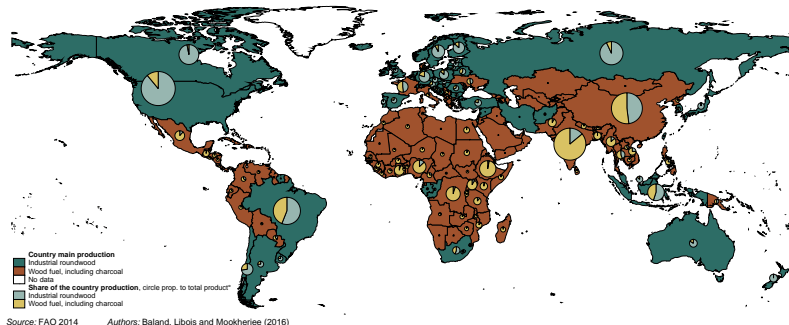 Country main production
Industrial roundwood
Wood fuel, including charcoal
No data
Share of the country production, circle prop. to total product*
Industrial roundwood
Wood fuel, including charcoal
Source: FAO 2014 Authors: Baland, Libois and Mookherjee (2016)